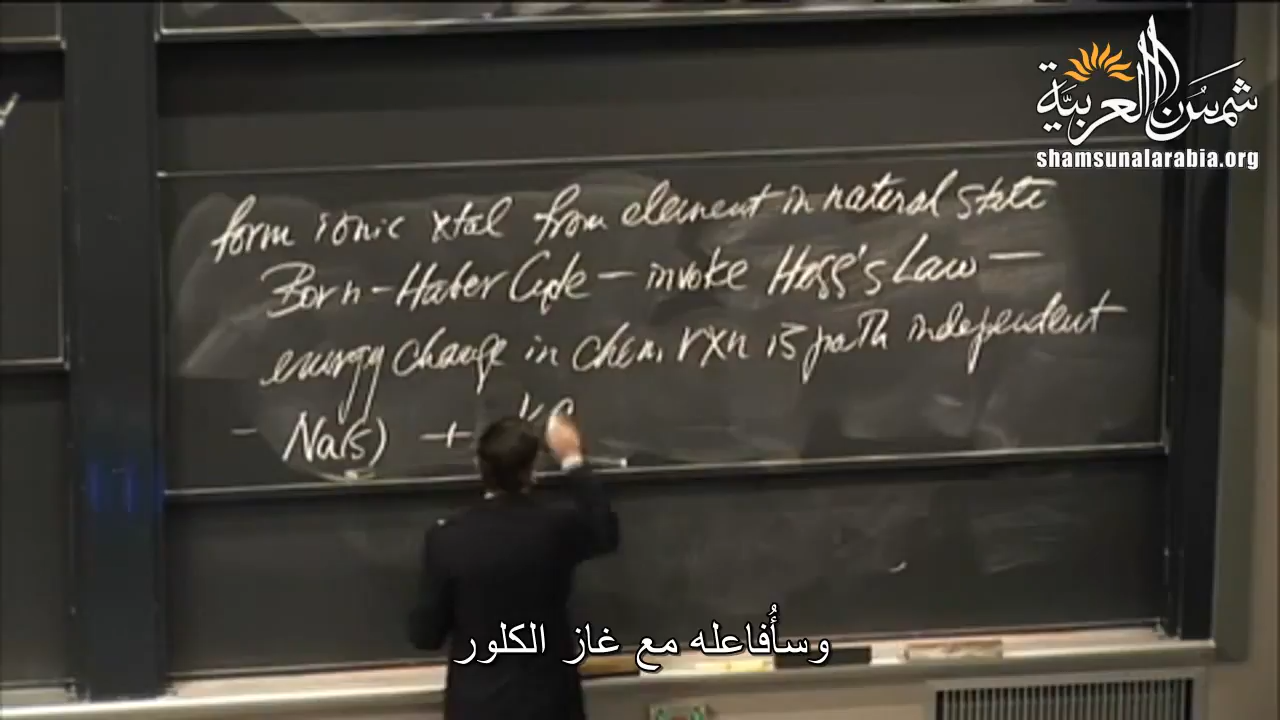 شمس العربية
shamsunalarabia.org
form ionic xtal from element in natural state
Born-Haber Cycle — invoke Hess's Law —
energy change in chem. rxn is path independent
- Na(s) +
وسأُفاعله مع غاز الكلور